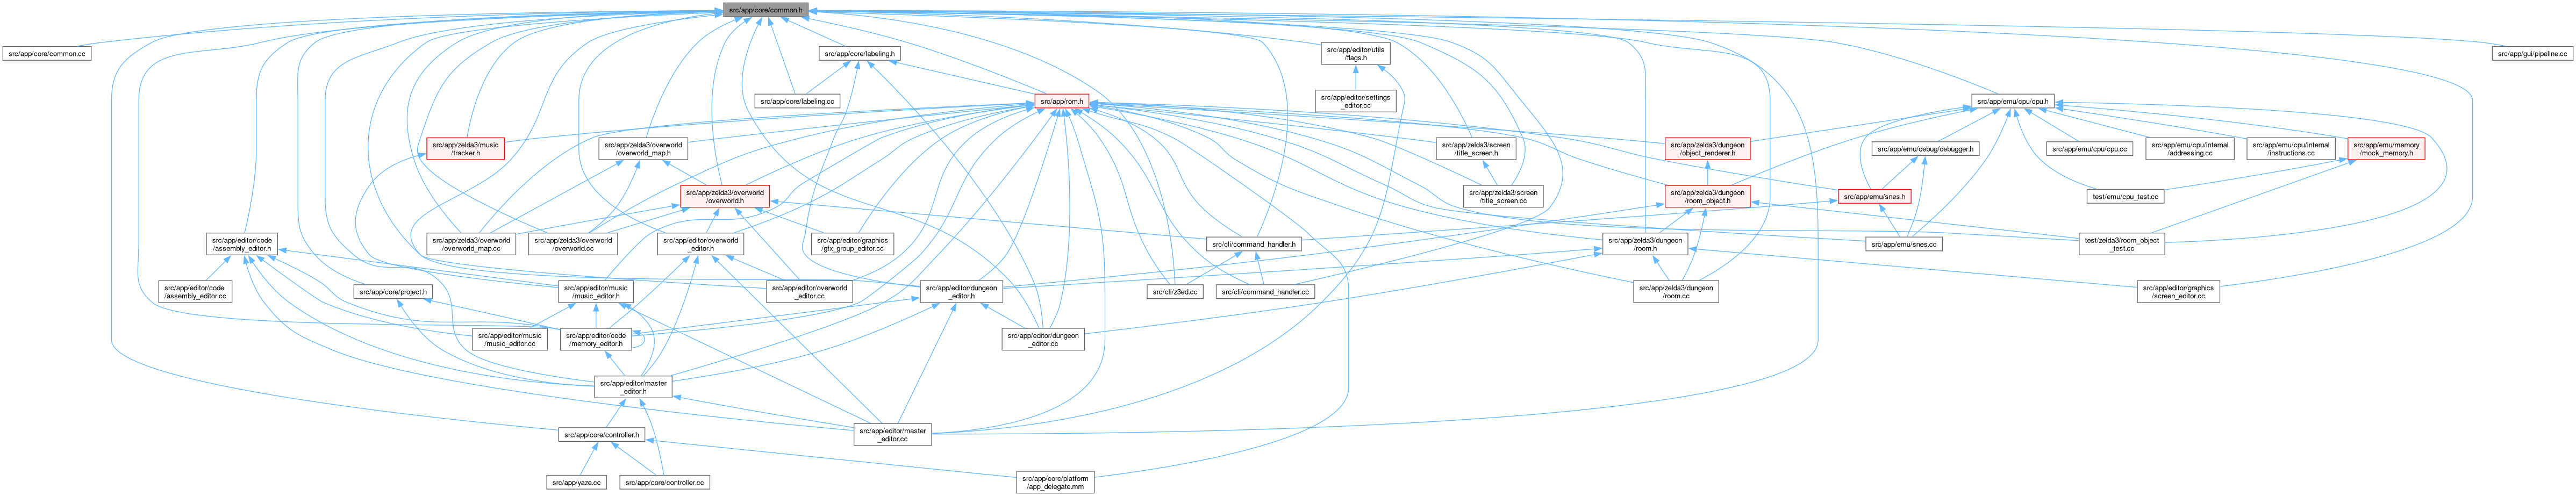 src/app/core/common.h
src/app/core/common.cc
src/app/core/labeling.h
src/app/editor/utils
/flags.h
src/app/gui/pipeline.cc
src/app/core/labeling.cc
src/app/editor/settings
_editor.cc
src/app/rom.h
src/app/emu/cpu/cpu.h
src/app/zelda3/music
/tracker.h
src/app/zelda3/overworld
/overworld_map.h
src/app/zelda3/screen
/title_screen.h
src/app/zelda3/dungeon
/object_renderer.h
src/app/emu/debug/debugger.h
src/app/emu/cpu/cpu.cc
src/app/emu/cpu/internal
/addressing.cc
src/app/emu/cpu/internal
/instructions.cc
src/app/emu/memory
/mock_memory.h
src/app/zelda3/overworld
/overworld.h
src/app/zelda3/screen
/title_screen.cc
src/app/zelda3/dungeon
/room_object.h
src/app/emu/snes.h
test/emu/cpu_test.cc
src/app/editor/code
/assembly_editor.h
src/app/zelda3/overworld
/overworld_map.cc
src/app/zelda3/overworld
/overworld.cc
src/app/editor/overworld
_editor.h
src/app/editor/graphics
/gfx_group_editor.cc
src/cli/command_handler.h
src/app/zelda3/dungeon
/room.h
src/app/emu/snes.cc
test/zelda3/room_object
_test.cc
src/app/editor/code
/assembly_editor.cc
src/app/core/project.h
src/app/editor/music
/music_editor.h
src/app/editor/overworld
_editor.cc
src/app/editor/dungeon
_editor.h
src/cli/z3ed.cc
src/cli/command_handler.cc
src/app/zelda3/dungeon
/room.cc
src/app/editor/graphics
/screen_editor.cc
src/app/editor/music
/music_editor.cc
src/app/editor/code
/memory_editor.h
src/app/editor/dungeon
_editor.cc
src/app/editor/master
_editor.h
src/app/core/controller.h
src/app/editor/master
_editor.cc
src/app/yaze.cc
src/app/core/controller.cc
src/app/core/platform
/app_delegate.mm